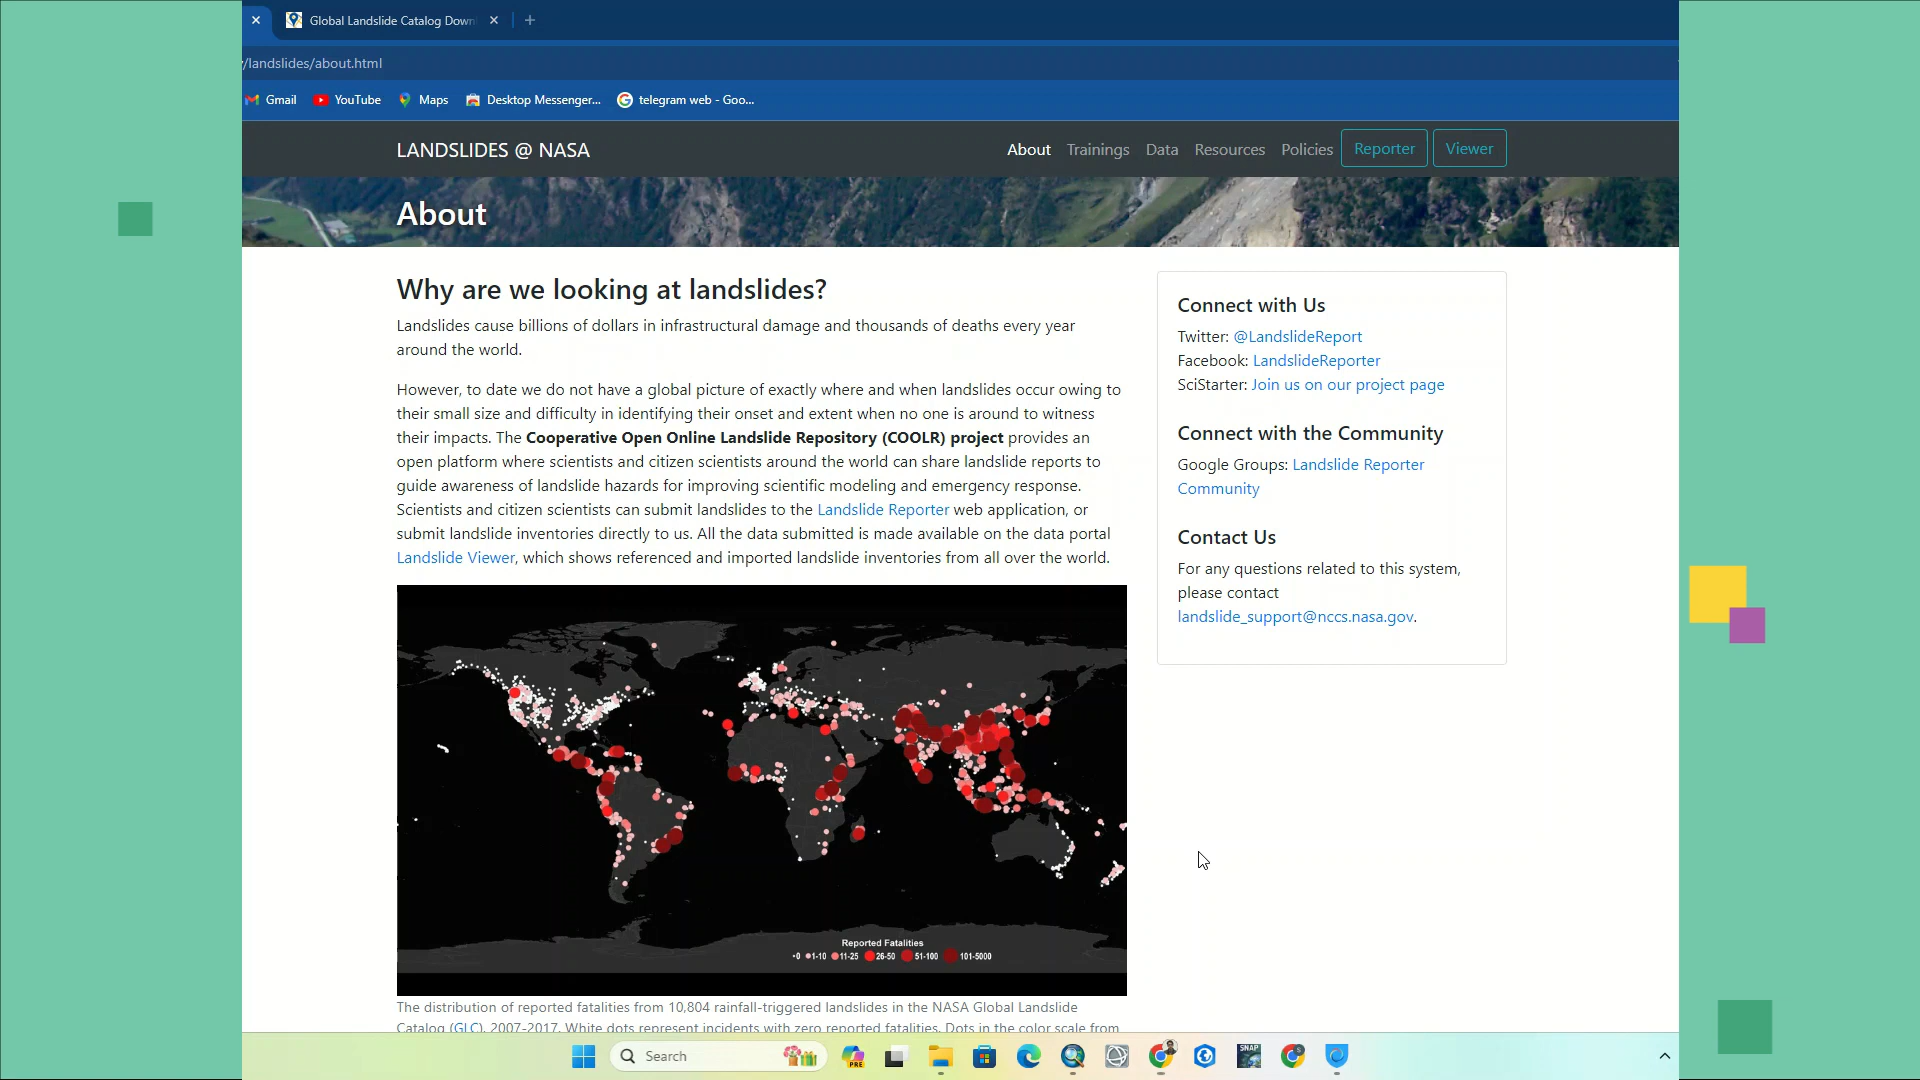 Global Landslide Catalog Down
/landslides/about.html
Gmail
YouTube
Maps
Desktop Messenger...
telegram web - Goo...
LANDSLIDES @ NASA
About
Trainings
Data
Resources
Policies
Reporter
Viewer
About
Why are we looking at landslides?
Landslides cause billions of dollars in infrastructural damage and thousands of deaths every year
around the world.
However, to date we do not have a global picture of exactly where and when landslides occur owing to
their small size and difficulty in identifying their onset and extent when no one is around to witness
their impacts. The Cooperative Open Online Landslide Repository (COOLR) project provides an
open platform where scientists and citizen scientists around the world can share landslide reports to
guide awareness of landslide hazards for improving scientific modeling and emergency response.
Scientists and citizen scientists can submit landslides to the Landslide Reporter web application, or
submit landslide inventories directly to us. All the data submitted is made available on the data portal
Landslide Viewer, which shows referenced and imported landslide inventories from all over the world.
Reported Fatalities
0 1-10 11-25 26-50 51-100 101-5000
The distribution of reported fatalities from 10,804 rainfall-triggered landslides in the NASA Global Landslide
Catalog (GLC), 2007-2017. White dots represent incidents with zero reported fatalities. Dots in the color scale from
Connect with Us
Twitter: @LandslideReport
Facebook: LandslideReporter
SciStarter: Join us on our project page
Connect with the Community
Google Groups: Landslide Reporter
Community
Contact Us
For any questions related to this system,
please contact
landslide_support@nccs.nasa.gov.
Search
PRE
SNAP